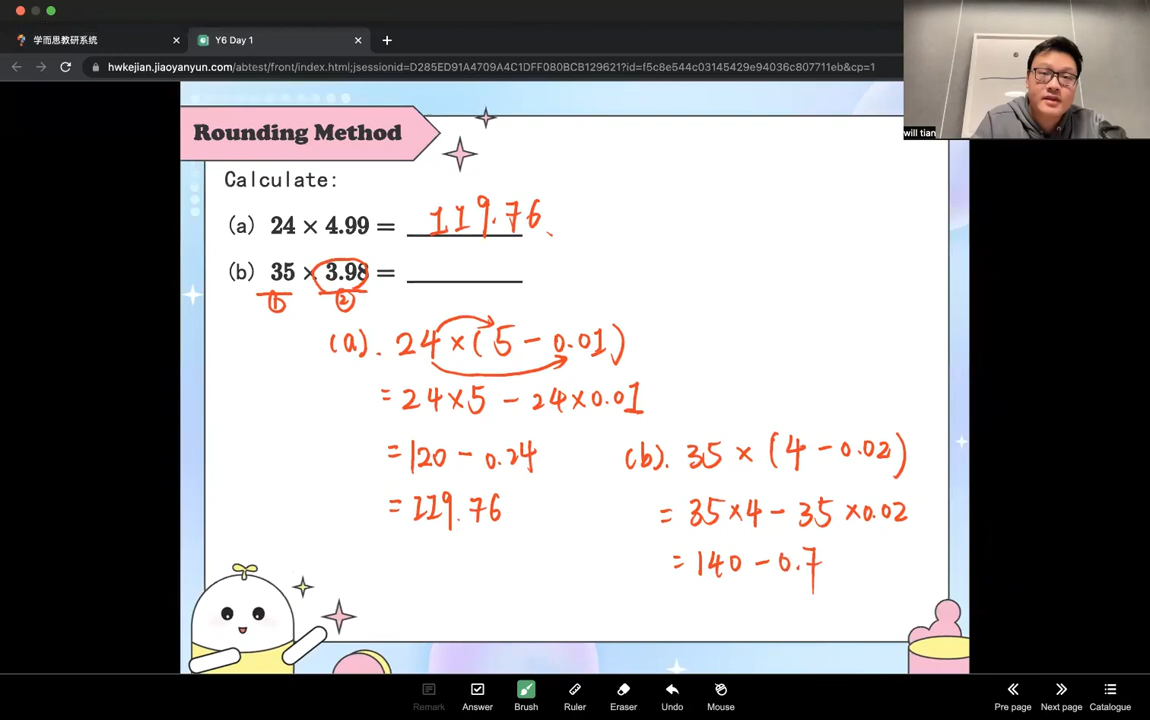 学而思教研系统
Y6 Day 1
hwkejian.jiaoyanyun.com/abtest/front/index.html;jsessionid=D285ED91A4709A4C1DFF080BCB129621?id=f5c8e544c03145429e94036c807711eb&cp=1
will tian
Rounding Method
Calculate:
(a) 24 × 4.99 = 119.76
(b) 35 × 3.98 =
① ②
(a). 24 × (5 - 0.01)
= 24×5 - 24×0.01
= 120 - 0.24
= 119.76
(b). 35 × (4 - 0.02)
= 35×4 - 35×0.02
= 140 - 0.7
Remark
Answer
Brush
Ruler
Eraser
Undo
Mouse
Pre page
Next page
Catalogue